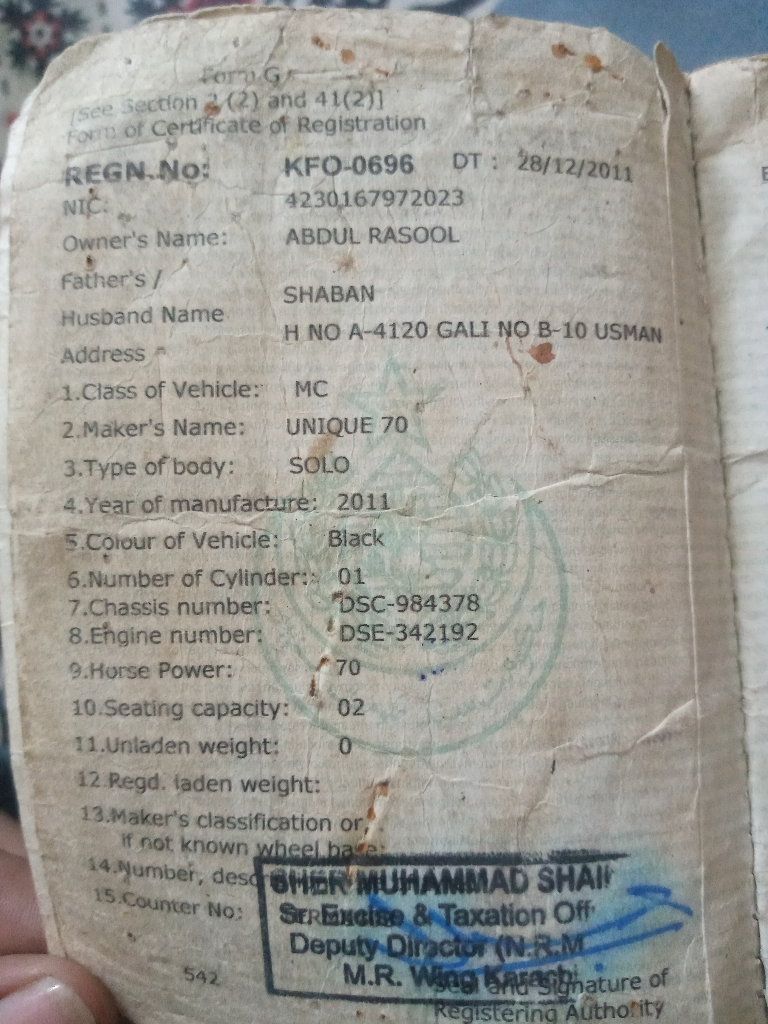 Form G
[See Section 2 (2) and 41(2)]
Form of Certificate of Registration
REGN.No: KFO-0696 DT : 28/12/2011
NIC: 4230167972023
Owner's Name: ABDUL RASOOL
Father's /
SHABAN
Husband Name
H NO A-4120 GALI NO B-10 USMAN
Address
1.Class of Vehicle: MC
2.Maker's Name: UNIQUE 70
3.Type of body: SOLO
4.Year of manufacture: 2011
5.Colour of Vehicle: Black
6.Number of Cylinder: 01
7.Chassis number: DSC-984378
8.Engine number: DSE-342192
9.Horse Power: 70
10.Seating capacity: 02
11.Unladen weight: 0
12.Regd. laden weight:
13.Maker's classification or
if not known wheel base:
14.Number, desc
15.Counter No:
SHER MUHAMMAD SHAI
Excise & Taxation Off
Deputy Director (N.R.M
M.R. Wing Karachi
542
Seal and Signature of
Registering Authority